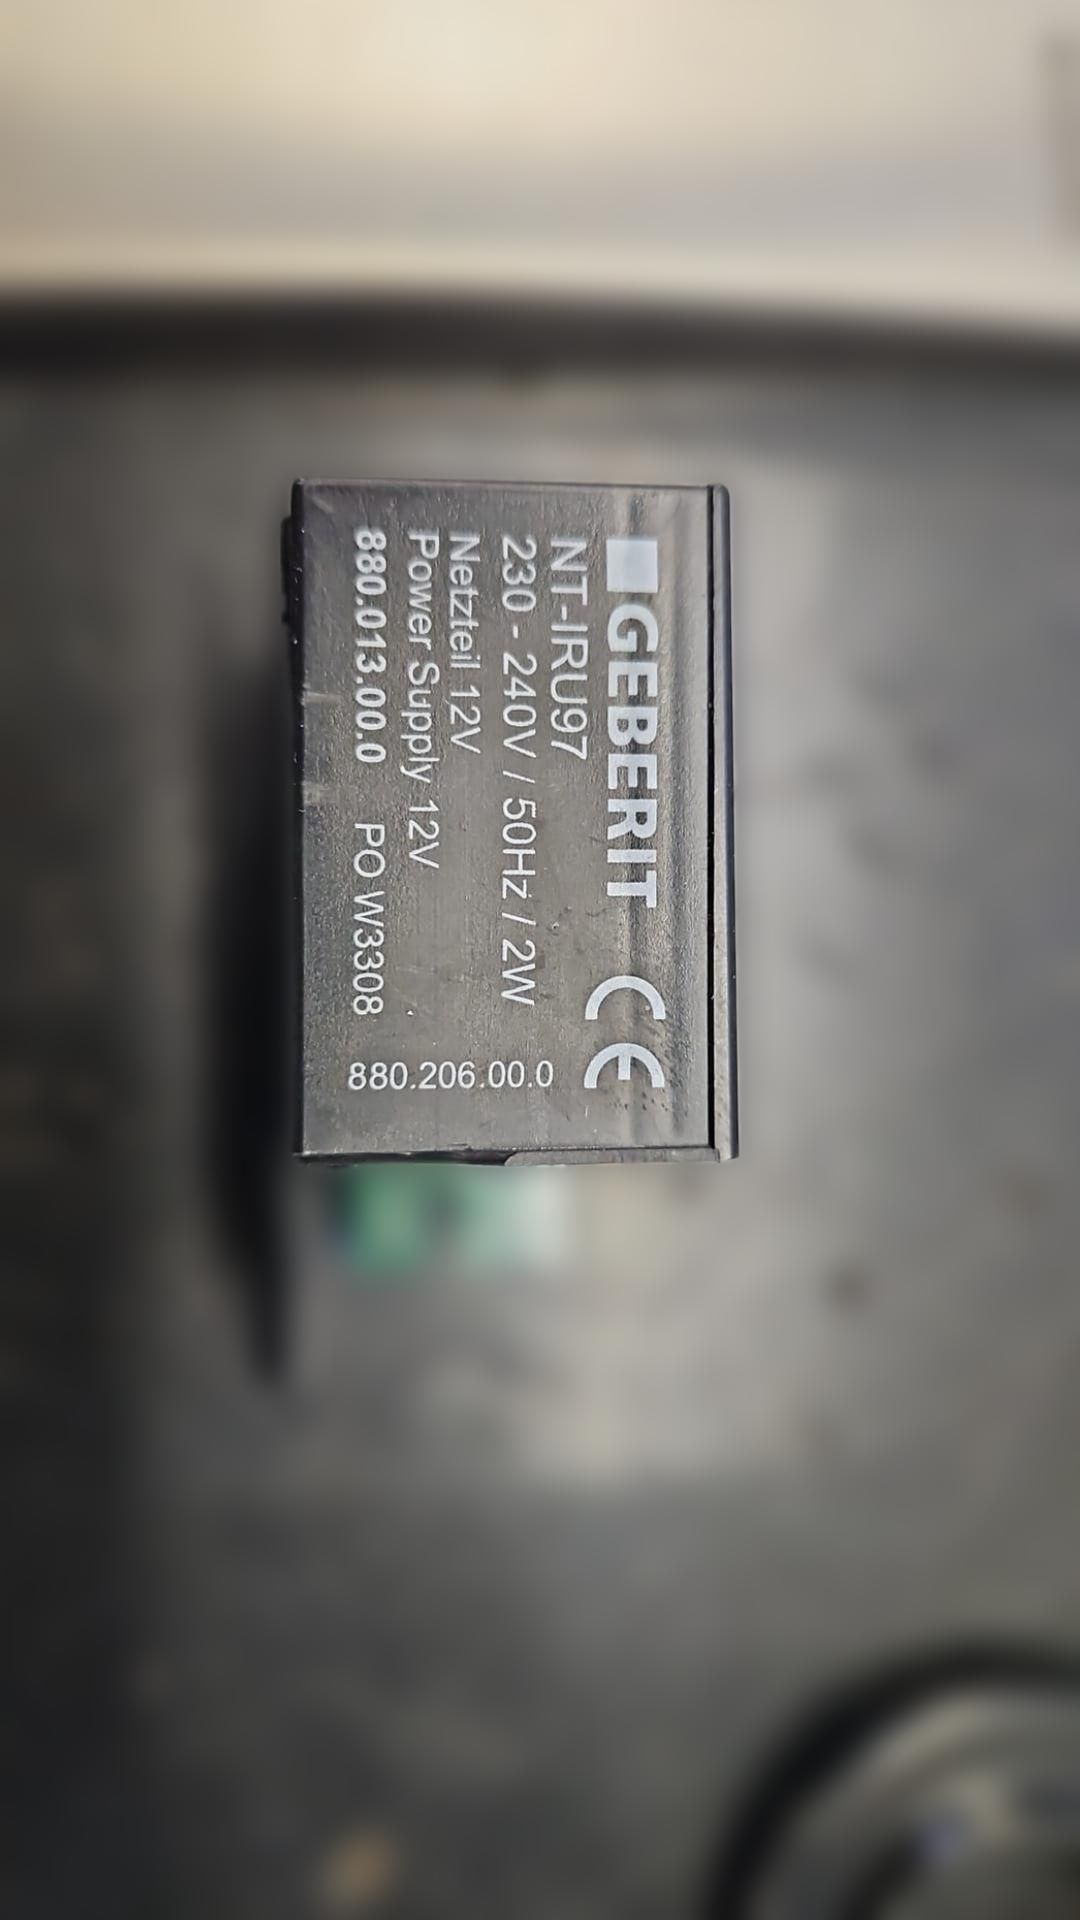 GEBERIT CE
NT-IRU97
230 - 240V / 50Hz / 2W
Netzteil 12V
Power Supply 12V
880.013.00.0 PO W3308
880.206.00.0